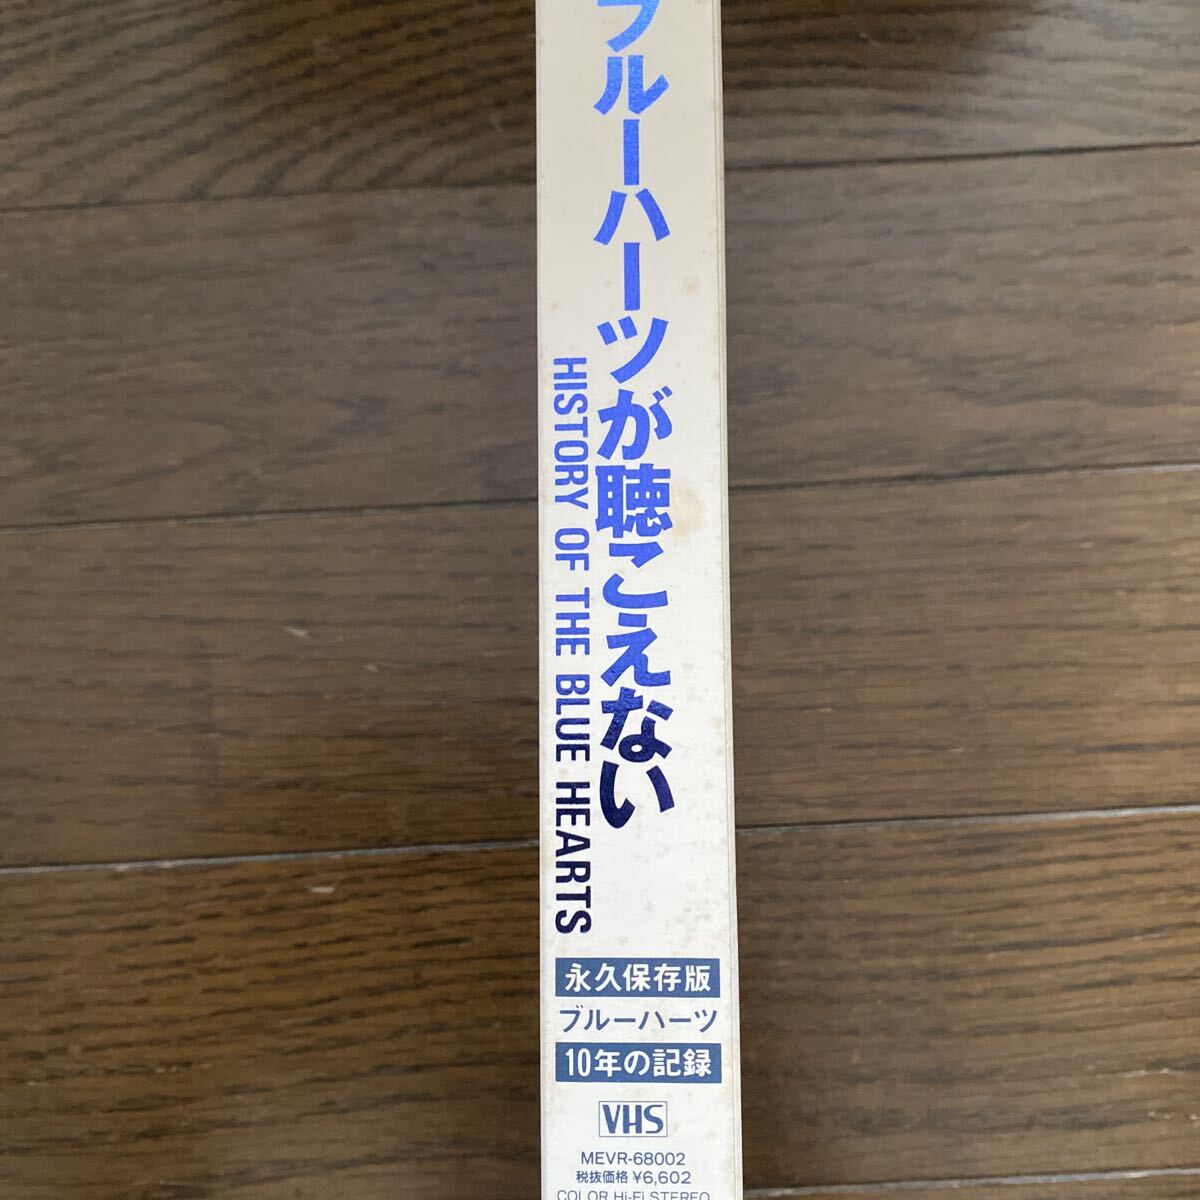 ブルーハーツが聴こえない
HISTORY OF THE BLUE HEARTS
永久保存版
ブルーハーツ
10年の記録
VHS
MEVR-68002
税抜価格 ¥6,602
COLOR Hi-Fi STEREO